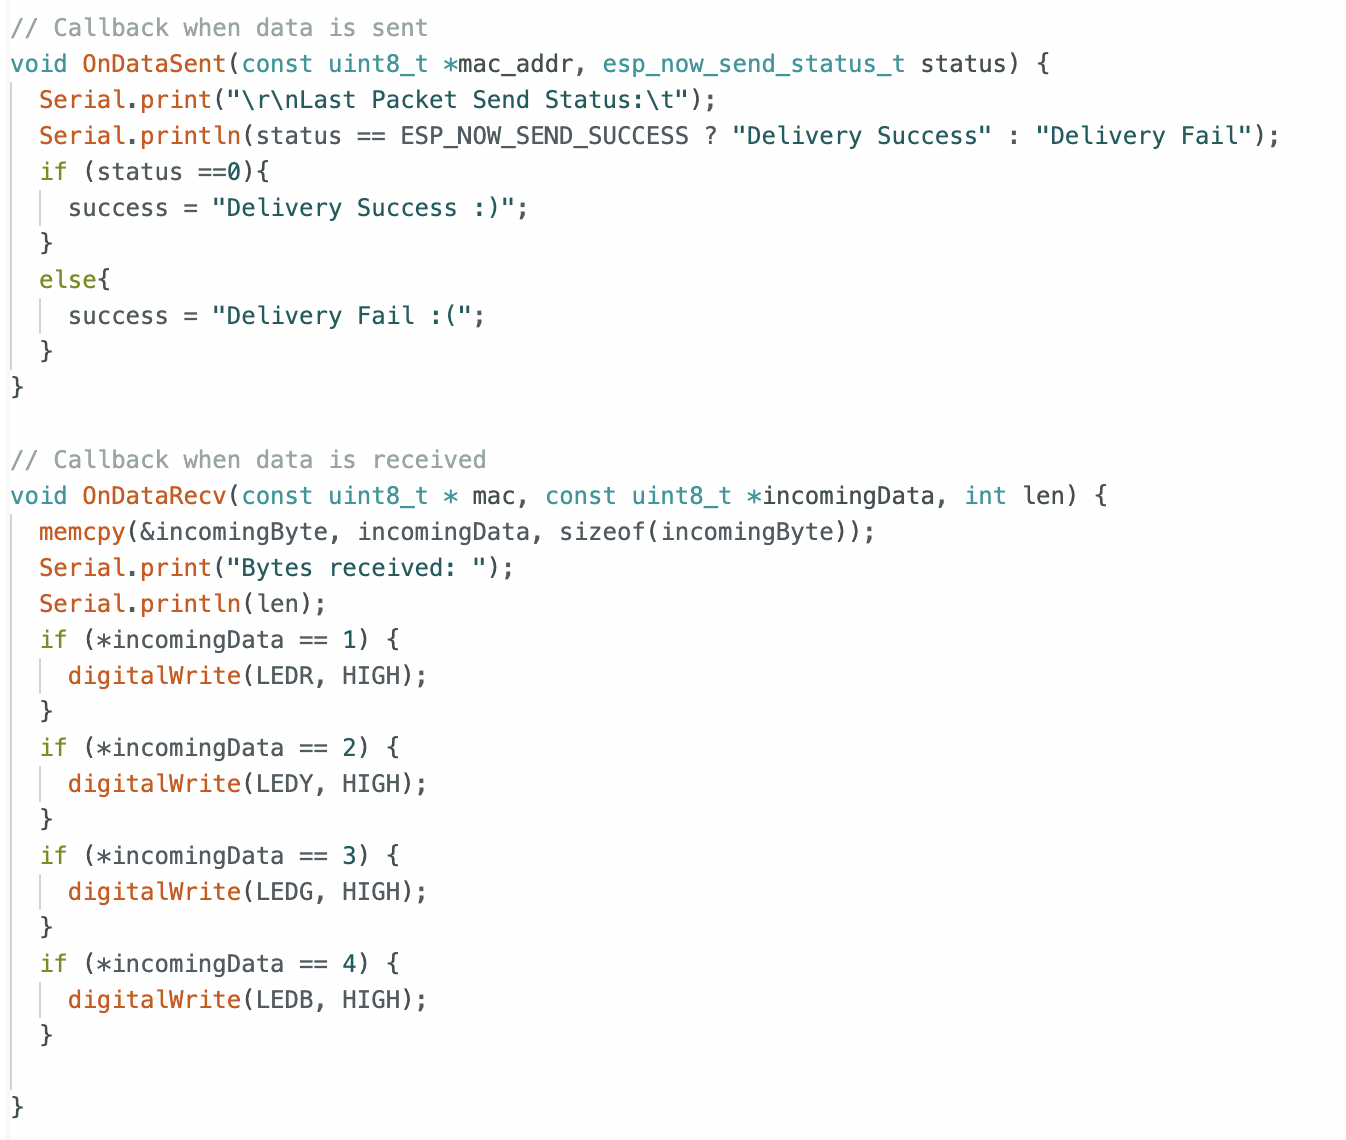 // Callback when data is sent
void OnDataSent(const uint8_t *mac_addr, esp_now_send_status_t status) {
  Serial.print("\r\nLast Packet Send Status:\t");
  Serial.println(status == ESP_NOW_SEND_SUCCESS ? "Delivery Success" : "Delivery Fail");
  if (status ==0){
    success = "Delivery Success :)";
  }
  else{
    success = "Delivery Fail :(";
  }
}

// Callback when data is received
void OnDataRecv(const uint8_t * mac, const uint8_t *incomingData, int len) {
  memcpy(&incomingByte, incomingData, sizeof(incomingByte));
  Serial.print("Bytes received: ");
  Serial.println(len);
  if (*incomingData == 1) {
    digitalWrite(LEDR, HIGH);
  }
  if (*incomingData == 2) {
    digitalWrite(LEDY, HIGH);
  }
  if (*incomingData == 3) {
    digitalWrite(LEDG, HIGH);
  }
  if (*incomingData == 4) {
    digitalWrite(LEDB, HIGH);
  }

}